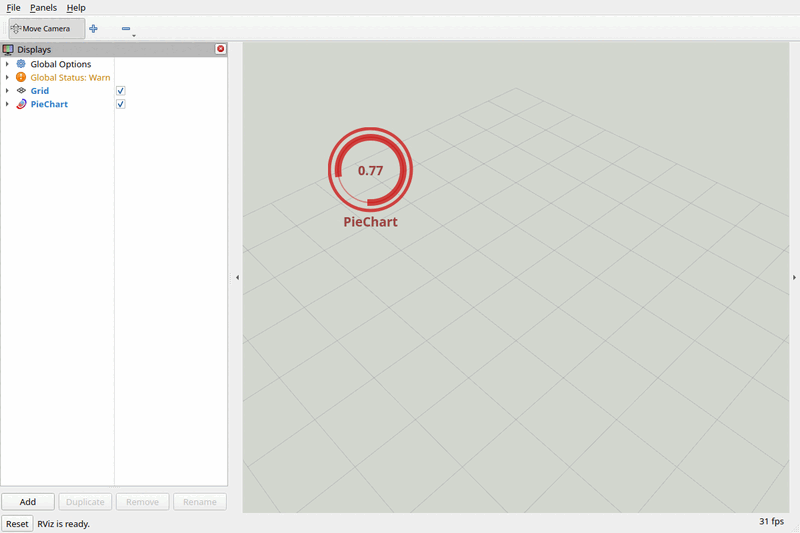 File Panels Help
Move Camera
Displays
Global Options
Global Status: Warn
Grid
PieChart
0.77
PieChart
Add Duplicate Remove Rename
Reset RViz is ready. 31 fps